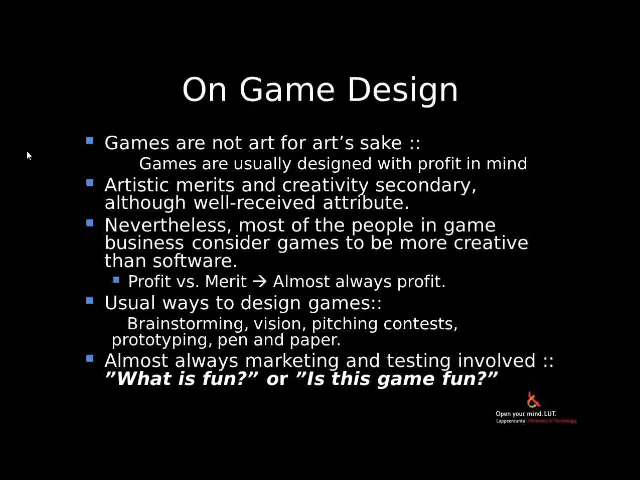 On Game Design
Games are not art for art’s sake ::
Games are usually designed with profit in mind
Artistic merits and creativity secondary,
although well-received attribute.
Nevertheless, most of the people in game
business consider games to be more creative
than software.
Profit vs. Merit → Almost always profit.
Usual ways to design games::
Brainstorming, vision, pitching contests,
prototyping, pen and paper.
Almost always marketing and testing involved ::
”What is fun?” or ”Is this game fun?”
Open your mind. LUT.
Lappeenranta University of Technology